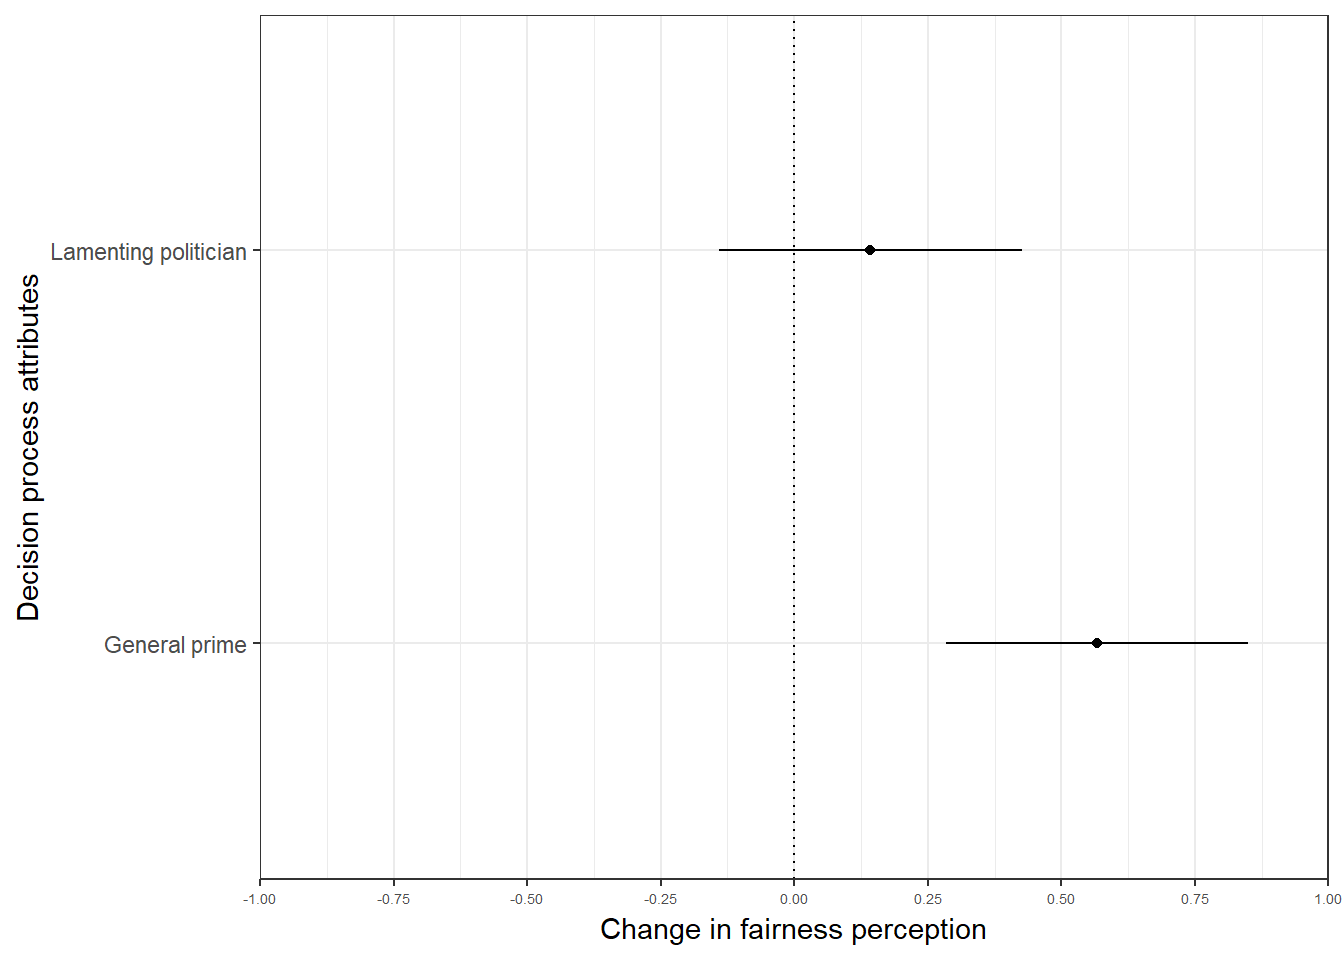 Decision process attributes
Lamenting politician
General prime
-1.00 -0.75 -0.50 -0.25 0.00 0.25 0.50 0.75 1.00
Change in fairness perception